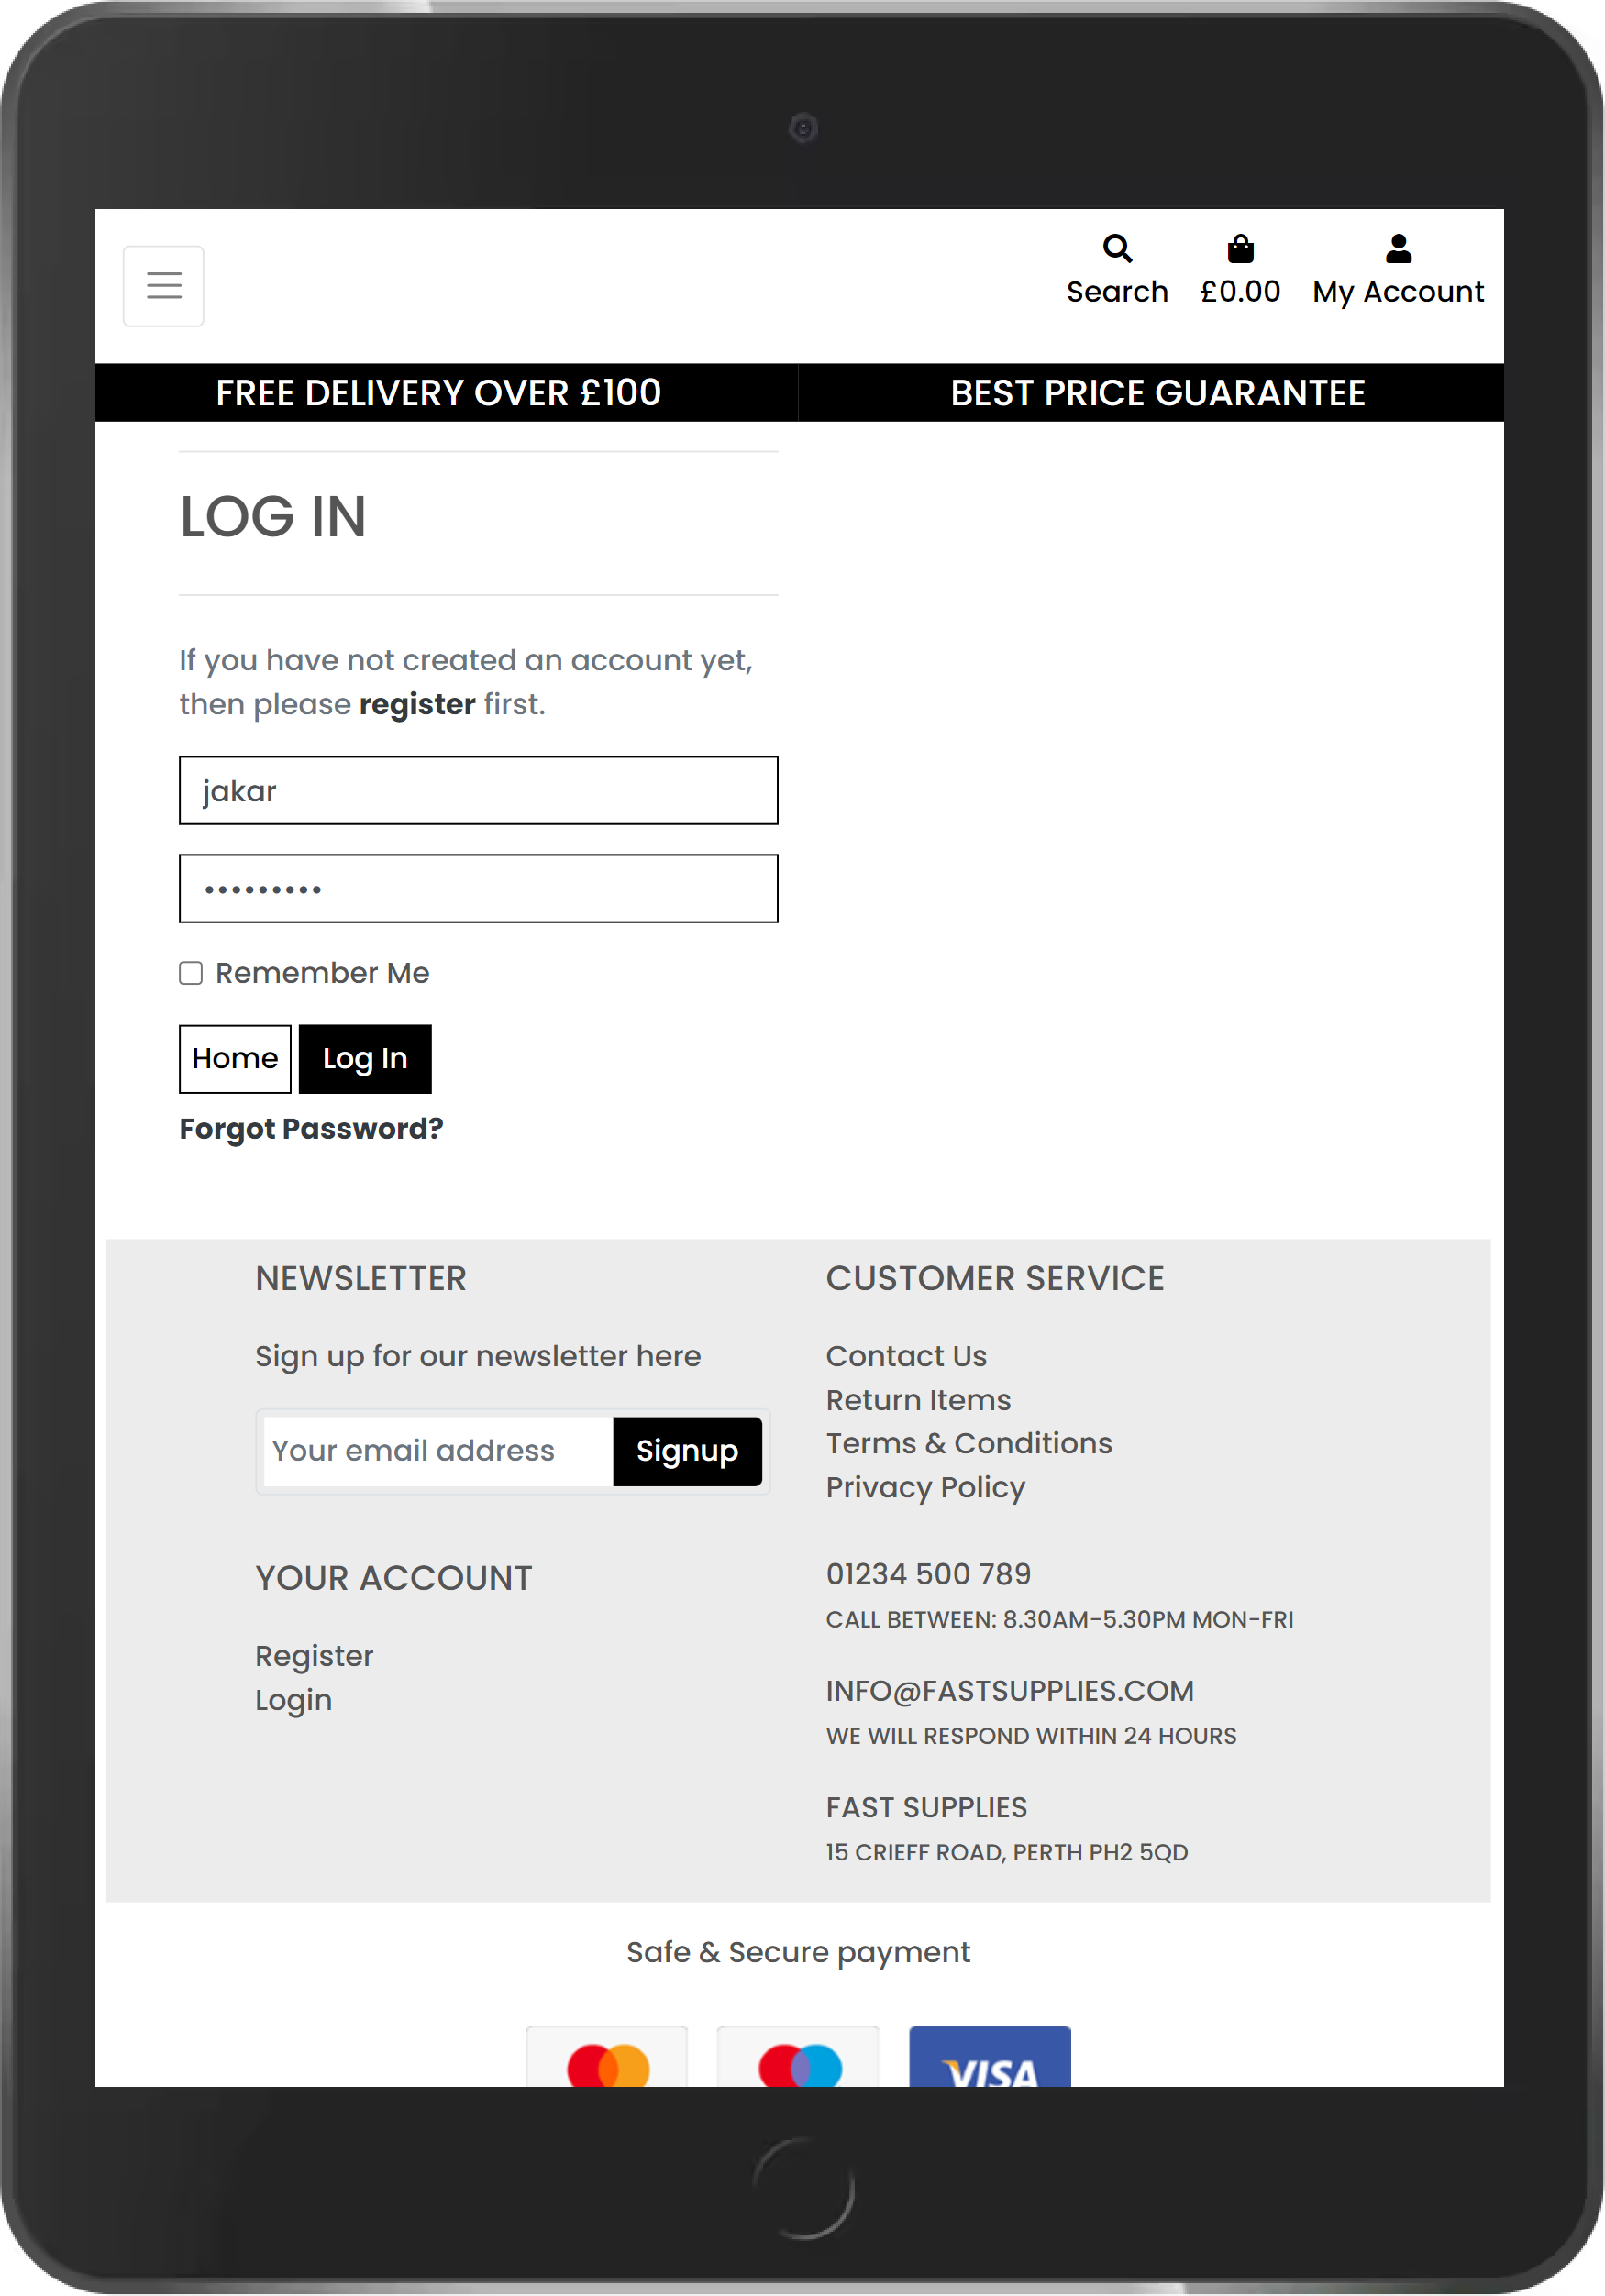 Search £0.00 My Account
FREE DELIVERY OVER £100 BEST PRICE GUARANTEE
LOG IN
If you have not created an account yet,
then please register first.
jakar
•••••••••
Remember Me
Home Log In
Forgot Password?
NEWSLETTER
Sign up for our newsletter here
Your email address Signup
YOUR ACCOUNT
Register
Login
CUSTOMER SERVICE
Contact Us
Return Items
Terms & Conditions
Privacy Policy
01234 500 789
CALL BETWEEN: 8.30AM-5.30PM MON-FRI
INFO@FASTSUPPLIES.COM
WE WILL RESPOND WITHIN 24 HOURS
FAST SUPPLIES
15 CRIEFF ROAD, PERTH PH2 5QD
Safe & Secure payment
VISA